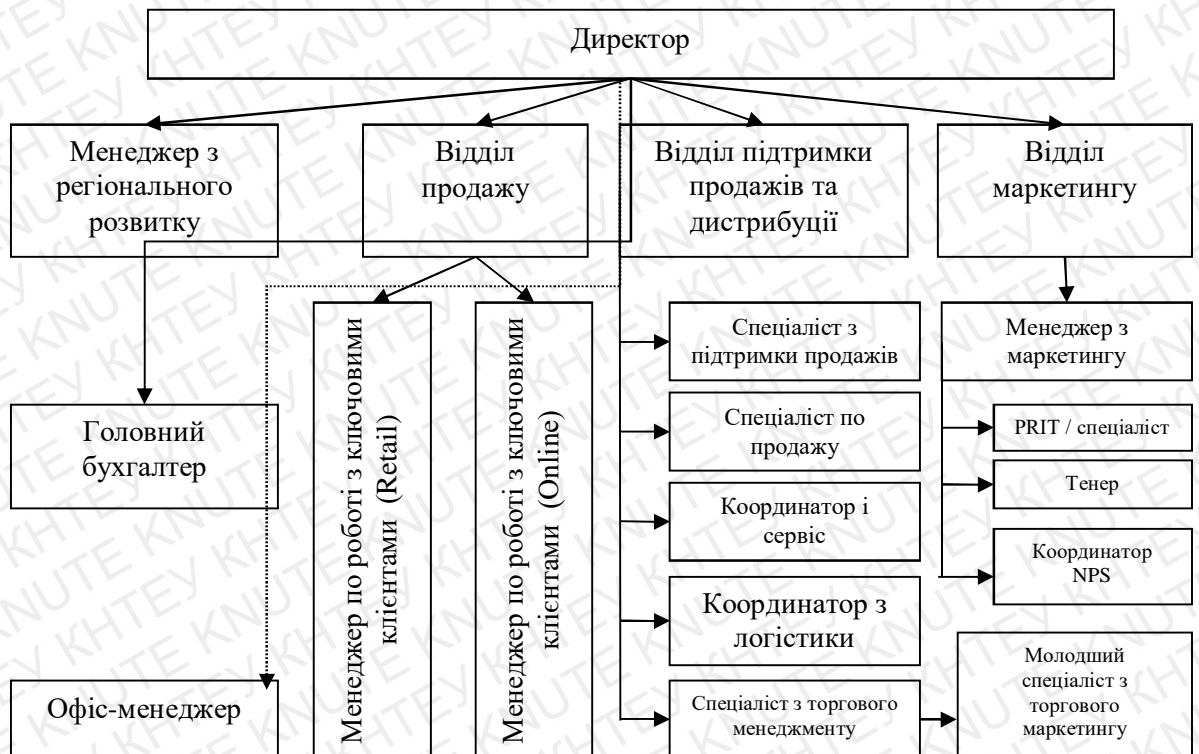 Директор
Менеджер з
регіонального
розвитку
Відділ
продажу
Відділ підтримки
продажів та
дистрибуції
Відділ
маркетингу
Головний
бухгалтер
Офіс-менеджер
Менеджер по роботі з ключовими
клієнтами (Retail)
Менеджер по роботі з ключовими
клієнтами (Online)
Спеціаліст з
підтримки продажів
Спеціаліст по
продажу
Координатор і
сервіс
Координатор з
логістики
Спеціаліст з торгового
менеджменту
Менеджер з
маркетингу
PRIT / спеціаліст
Тенер
Координатор
NPS
Молодший
спеціаліст з
торгового
маркетингу
КНТЕУ KNUTE